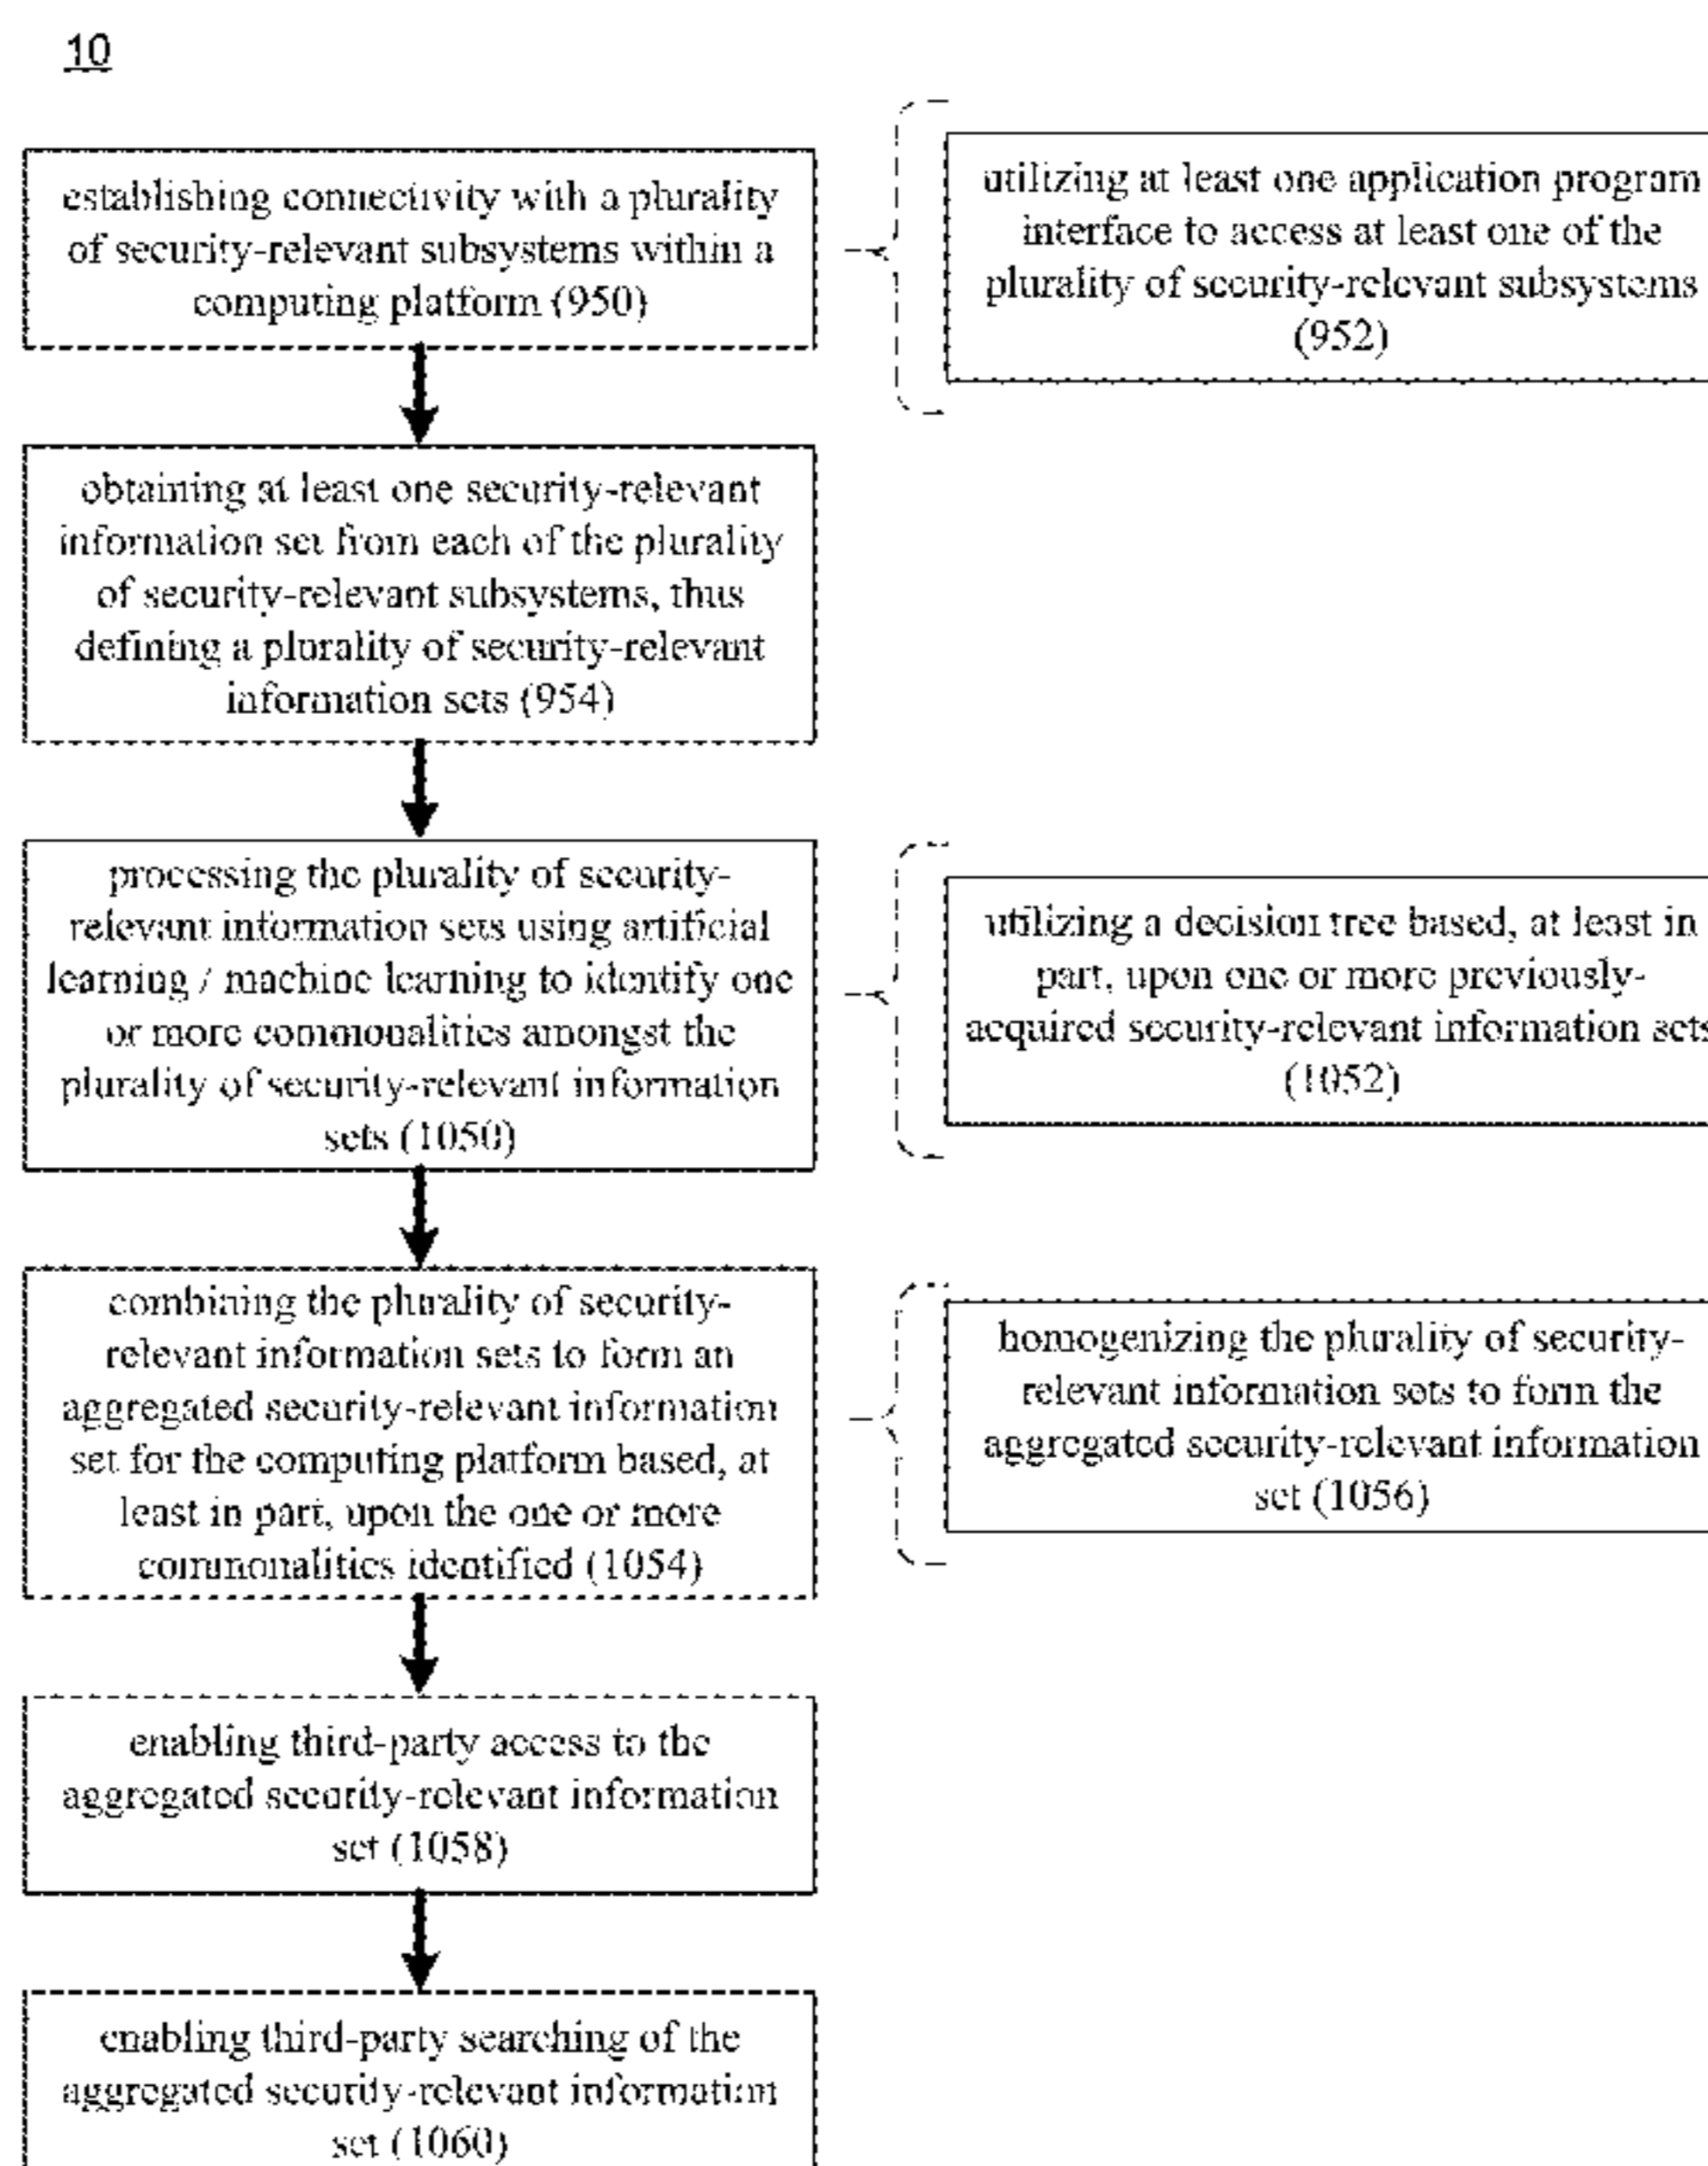 10
establishing connectivity with a plurality
of security-relevant subsystems within a
computing platform (950)
utilizing at least one application program
interface to access at least one of the
plurality of security-relevant subsystems
(952)
obtaining at least one security-relevant
information set from each of the plurality
of security-relevant subsystems, thus
defining a plurality of security-relevant
information sets (954)
processing the plurality of security-
relevant information sets using artificial
learning / machine learning to identify one
or more commonalities amongst the
plurality of security-relevant information
sets (1050)
utilizing a decision tree based, at least in
part, upon one or more previously-
acquired security-relevant information sets
(1052)
combining the plurality of security-
relevant information sets to form an
aggregated security-relevant information
set for the computing platform based, at
least in part, upon the one or more
commonalities identified (1054)
homogenizing the plurality of security-
relevant information sets to form the
aggregated security-relevant information
set (1056)
enabling third-party access to the
aggregated security-relevant information
set (1058)
enabling third-party searching of the
aggregated security-relevant information
set (1060)